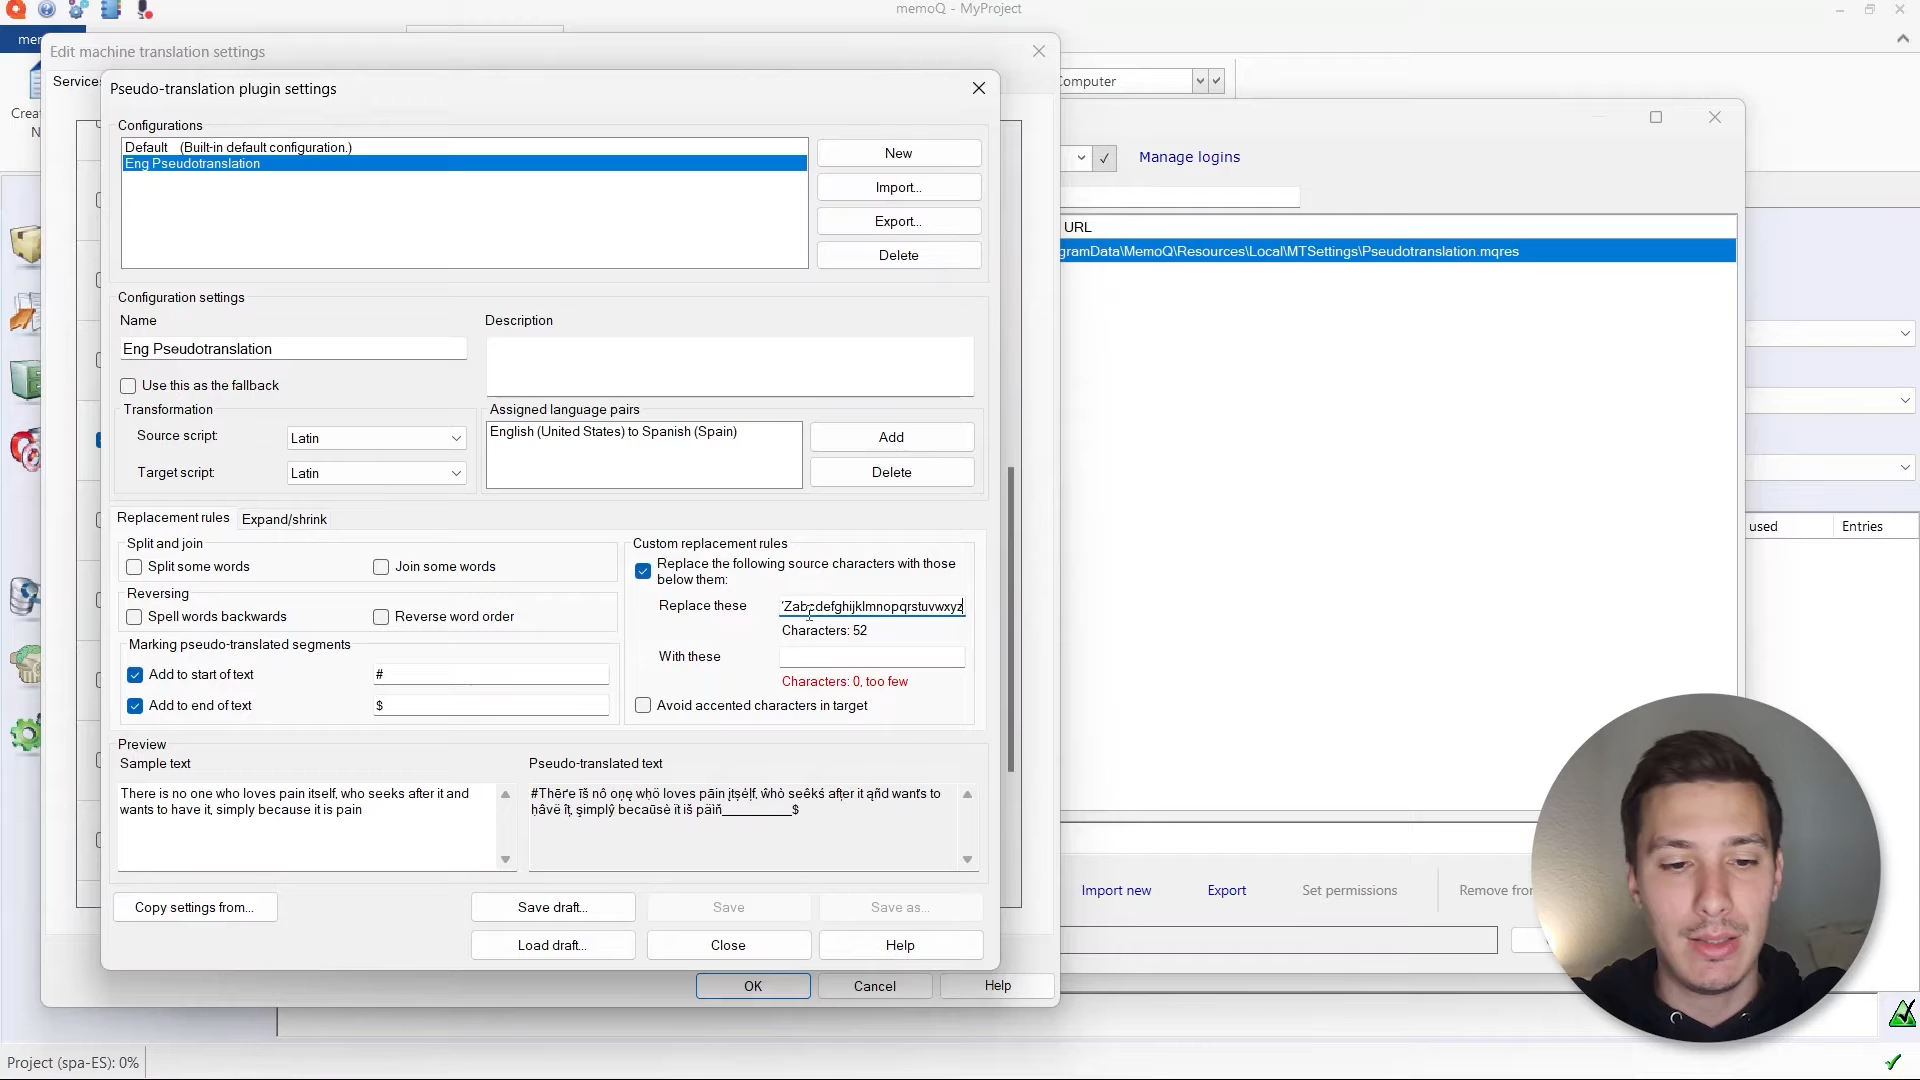 memoQ - MyProject
Edit machine translation settings
Services
Pseudo-translation plugin settings
Computer
Manage logins
URL
gramData\MemoQ\Resources\Local\MTSettings\Pseudotranslation.mqres
Configurations
Default (Built-in default configuration.)
Eng Pseudotranslation
New
Import...
Export...
Delete
Configuration settings
Name
Description
Eng Pseudotranslation
Use this as the fallback
Transformation
Assigned language pairs
Source script:
Latin
English (United States) to Spanish (Spain)
Add
Target script:
Latin
Delete
Replacement rules
Expand/shrink
Split and join
Split some words
Join some words
Reversing
Spell words backwards
Reverse word order
Marking pseudo-translated segments
Add to start of text
#
Add to end of text
$
Custom replacement rules
Replace the following source characters with those
below them:
Replace these
Zabcdefghijklmnopqrstuvwxyz
Characters: 52
With these
Characters: 0, too few
Avoid accented characters in target
Preview
Sample text
There is no one who loves pain itself, who seeks after it and
wants to have it, simply because it is pain
Pseudo-translated text
loves
it
to
it
$
Copy settings from...
Save draft...
Save
Save as...
Load draft...
Close
Help
OK
Cancel
Help
used
Entries
Import new
Export
Set permissions
Remove from
Project (spa-ES): 0%